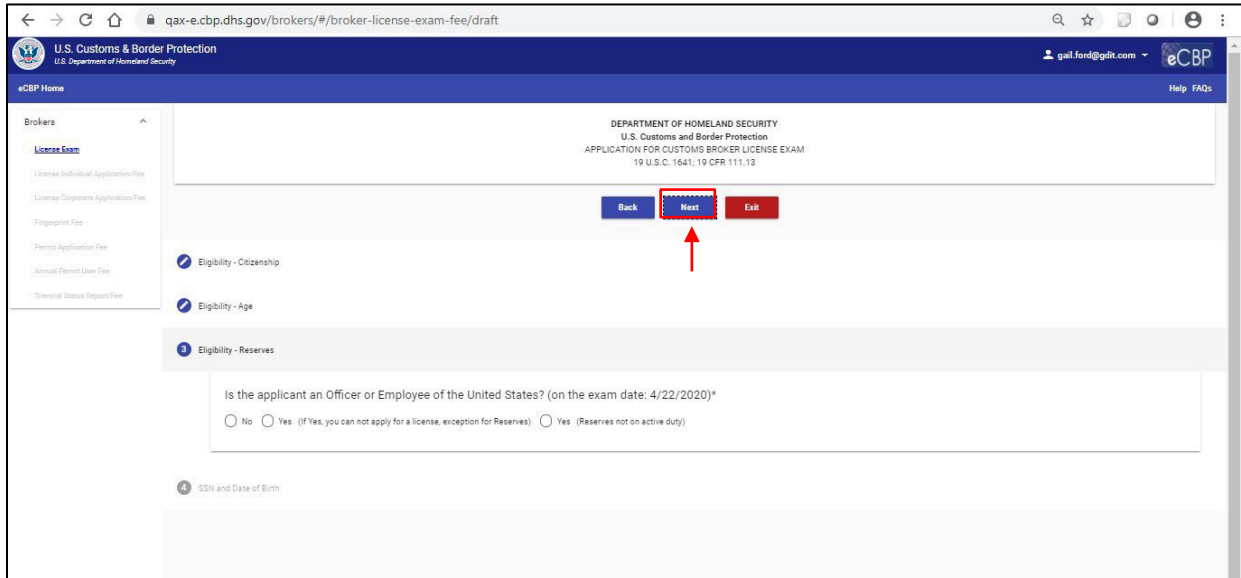 qax-e.cbp.dhs.gov/brokers/#/broker-license-exam-fee/draft
U.S. Customs & Border Protection
U.S. Department of Homeland Security
gail.ford@gdit.com
eCBP
eCBP Home
Help FAQs
Brokers
License Exam
License Individual Application/Fee
License Corporate Application/Fee
Fingerprint Fee
Permit Application Fee
Annual Permit User Fee
Triennial Status Report/Fee
DEPARTMENT OF HOMELAND SECURITY
U.S. Customs and Border Protection
APPLICATION FOR CUSTOMS BROKER LICENSE EXAM
19 U.S.C. 1641; 19 CFR 111.13
Back Next Exit
Eligibility - Citizenship
Eligibility - Age
3 Eligibility - Reserves
Is the applicant an Officer or Employee of the United States? (on the exam date: 4/22/2020)*
No Yes (If Yes, you can not apply for a license, exception for Reserves) Yes (Reserves not on active duty)
4 SSN and Date of Birth